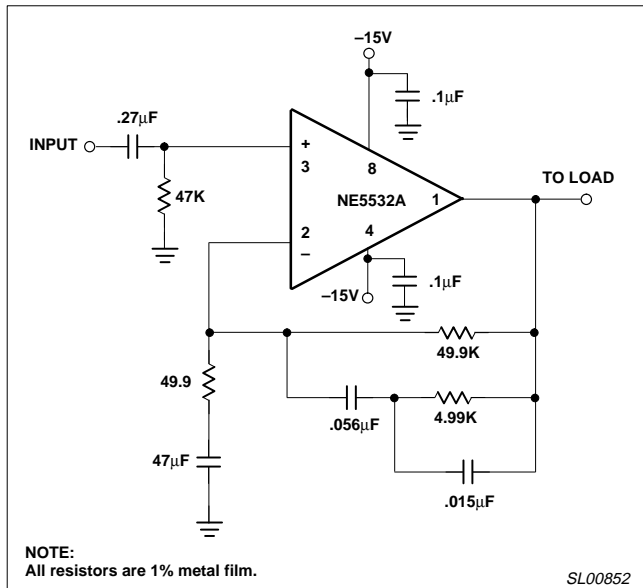 –15V
.1µF
.27µF
INPUT
+
3
8
TO LOAD
47K
NE5532A
1
2
–
4
–15V
.1µF
49.9K
49.9
.056µF
4.99K
47µF
.015µF
NOTE:
All resistors are 1% metal film.
SL00852